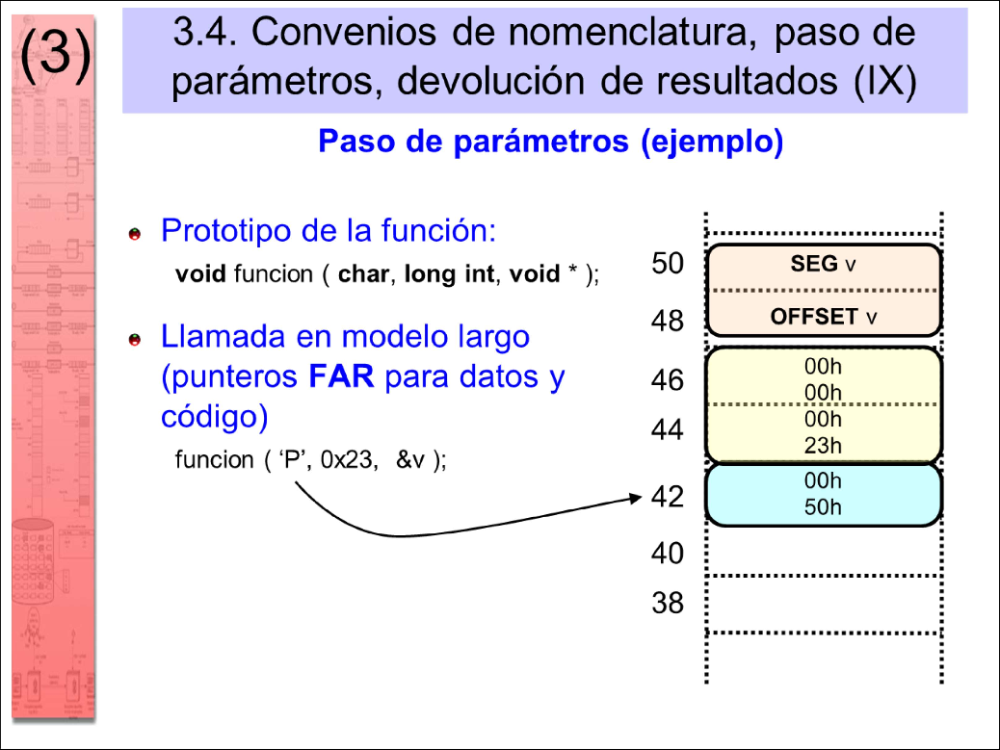 (3)
3.4. Convenios de nomenclatura, paso de
parámetros, devolución de resultados (IX)
Paso de parámetros (ejemplo)
Prototipo de la función:
void funcion ( char, long int, void * );
Llamada en modelo largo
(punteros FAR para datos y
código)
funcion ( ‘P’, 0x23, &v );
50
SEG v
48
OFFSET v
46
00h
00h
44
00h
23h
42
00h
50h
40
38